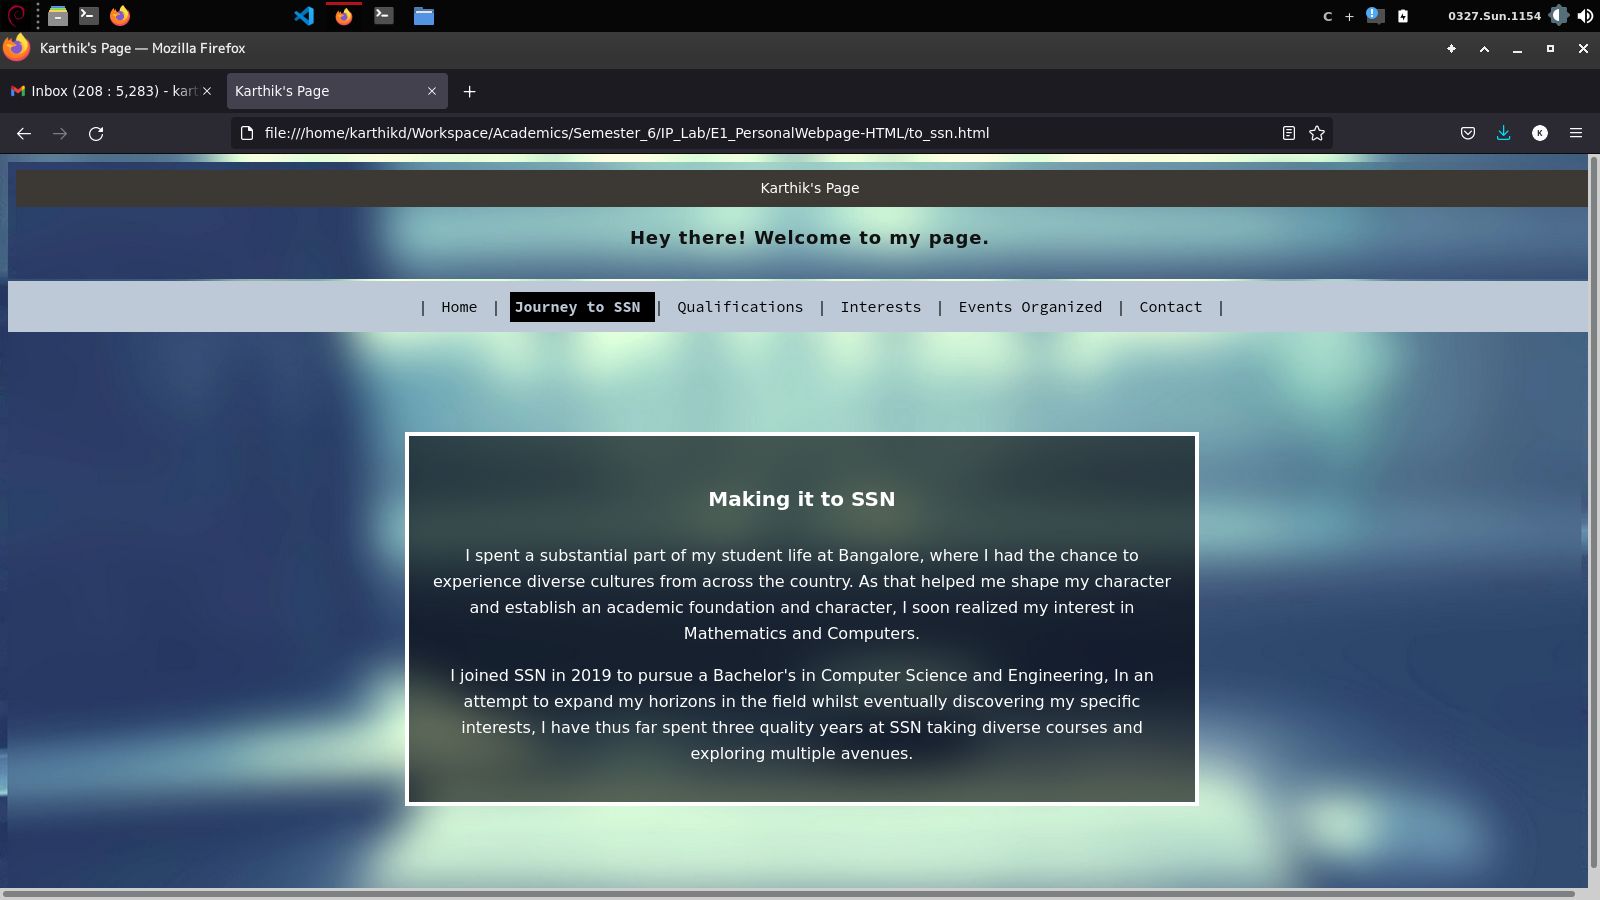 C + 0327.Sun.1154
Karthik's Page — Mozilla Firefox
Inbox (208 : 5,283) - kart
Karthik's Page
file:///home/karthikd/Workspace/Academics/Semester_6/IP_Lab/E1_PersonalWebpage-HTML/to_ssn.html
K
Karthik's Page
Hey there! Welcome to my page.
| Home | Journey to SSN | Qualifications | Interests | Events Organized | Contact |
Making it to SSN
I spent a substantial part of my student life at Bangalore, where I had the chance to
experience diverse cultures from across the country. As that helped me shape my character
and establish an academic foundation and character, I soon realized my interest in
Mathematics and Computers.
I joined SSN in 2019 to pursue a Bachelor's in Computer Science and Engineering, In an
attempt to expand my horizons in the field whilst eventually discovering my specific
interests, I have thus far spent three quality years at SSN taking diverse courses and
exploring multiple avenues.